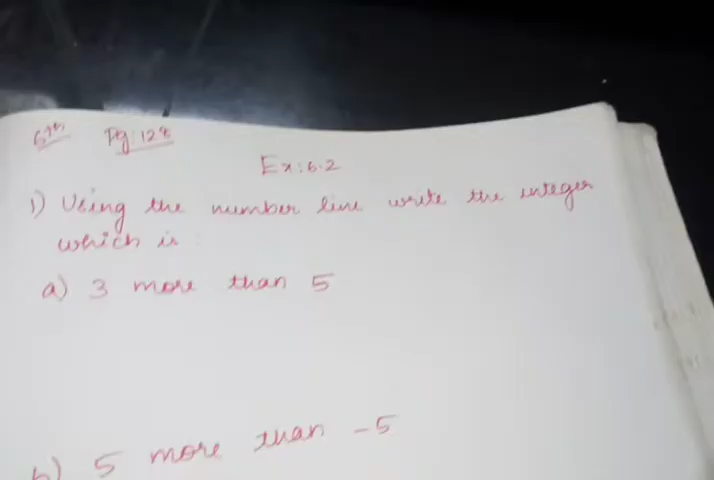 6th Pg:128
Ex:6.2
1) Using the number line write the integer
which is :
a) 3 more than 5
b) 5 more than -5